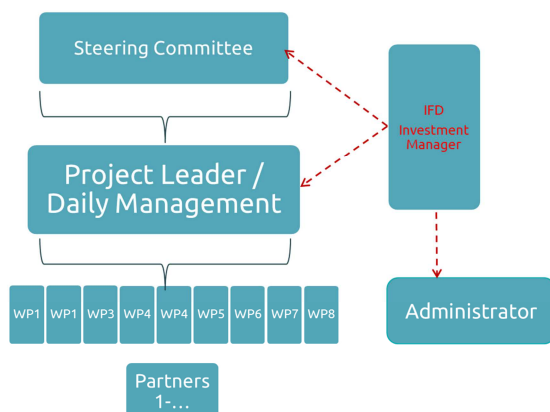 Steering Committee
IFD
Investment
Manager
Project Leader /
Daily Management
WP1 WP1 WP3 WP4 WP4 WP5 WP6 WP7 WP8
Administrator
Partners
1-...